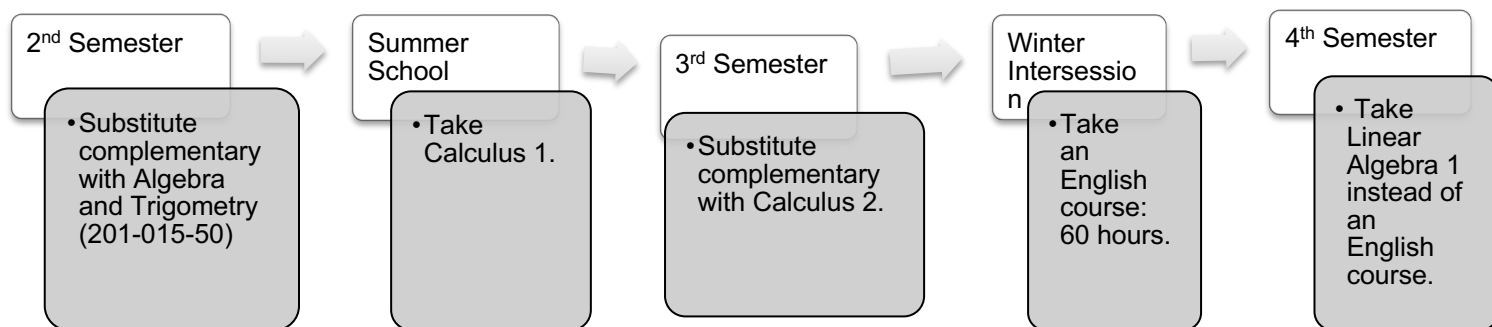 2nd Semester
•Substitute
complementary
with Algebra
and Trigometry
(201-015-50)
Summer
School
•Take
Calculus 1.
3rd Semester
•Substitute
complementary
with Calculus 2.
Winter
Intersessio
n
•Take
an
English
course:
60 hours.
4th Semester
• Take
Linear
Algebra 1
instead of
an
English
course.